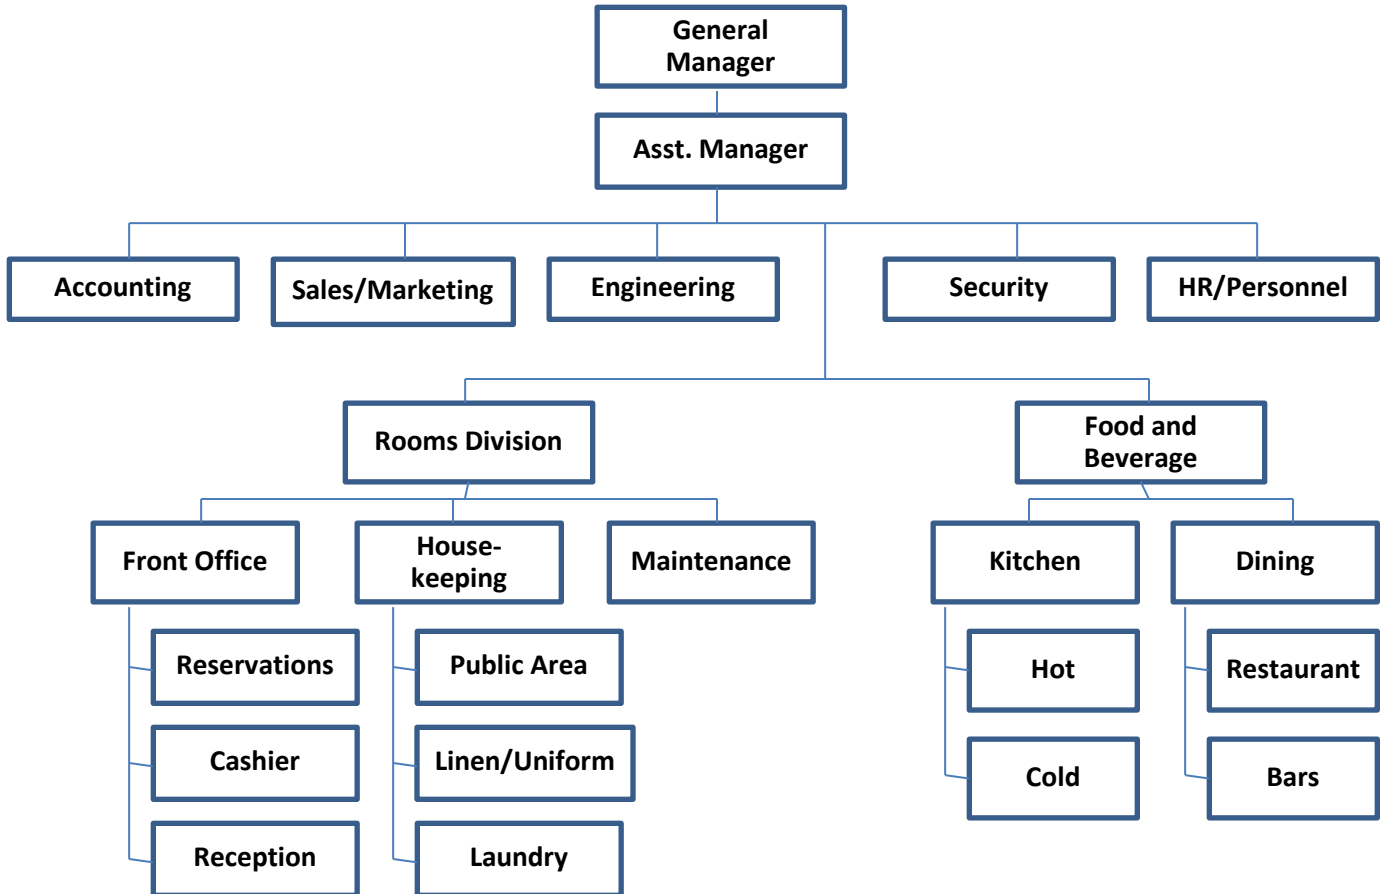 General
Manager
Asst. Manager
Accounting
Sales/Marketing
Engineering
Security
HR/Personnel
Rooms Division
Food and
Beverage
Front Office
House-
keeping
Maintenance
Kitchen
Dining
Reservations
Public Area
Hot
Restaurant
Cashier
Linen/Uniform
Cold
Bars
Reception
Laundry